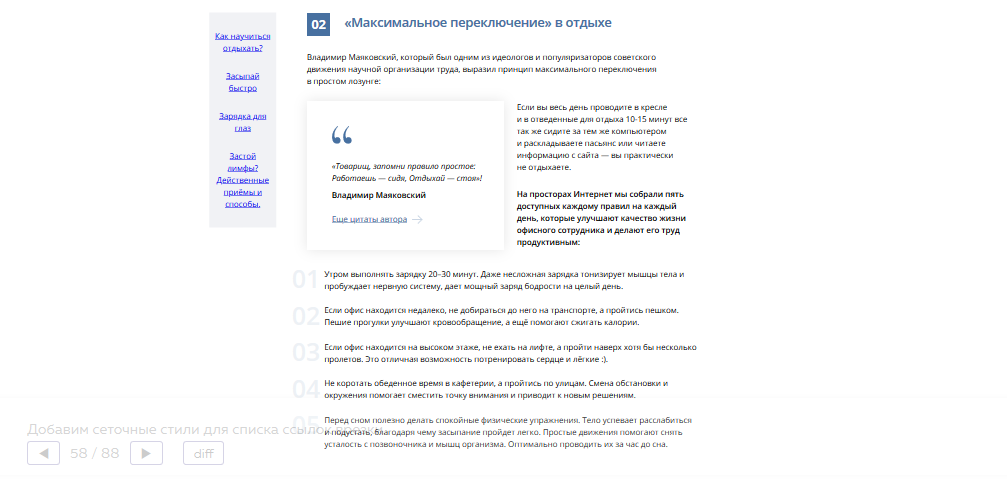 Как научиться
отдыхать?
Засыпай
быстро
Зарядка для
глаз
Застой
лимфы?
Действенные
приёмы и
способы.
02 «Максимальное переключение» в отдыхе
Владимир Маяковский, который был одним из идеологов и популяризаторов советского
движения научной организации труда, выразил принцип максимального переключения
в простом лозунге:
«Товарищ, запомни правило простое:
Работаешь — сидя, Отдыхай — стоя»!
Владимир Маяковский
Еще цитаты автора
Если вы весь день проводите в кресле
и в отведенные для отдыха 10-15 минут все
так же сидите за тем же компьютером
и раскладываете пасьянс или читаете
информацию с сайта — вы практически
не отдыхаете.
На просторах Интернет мы собрали пять
доступных каждому правил на каждый
день, которые улучшают качество жизни
офисного сотрудника и делают его труд
продуктивным:
01 Утром выполнять зарядку 20–30 минут. Даже несложная зарядка тонизирует мышцы тела и
пробуждает нервную систему, дает мощный заряд бодрости на целый день.
02 Если офис находится недалеко, не добираться до него на транспорте, а пройтись пешком.
Пешие прогулки улучшают кровообращение, а ещё помогают сжигать калории.
03 Если офис находится на высоком этаже, не ехать на лифте, а пройти наверх хотя бы несколько
пролетов. Это отличная возможность потренировать сердце и лёгкие :).
04 Не коротать обеденное время в кафетерии, а пройтись по улицам. Смена обстановки и
окружения помогает сместить точку внимания и приводит к новым решениям.
05 Перед сном полезно делать спокойные физические упражнения. Тело успевает расслабиться
и подустать, благодаря чему засыпание пройдет легко. Простые движения помогают снять
усталость с позвоночника и мышц организма. Оптимально проводить их за час до сна.
Добавим сеточные стили для списка ссылок
58 / 88 diff